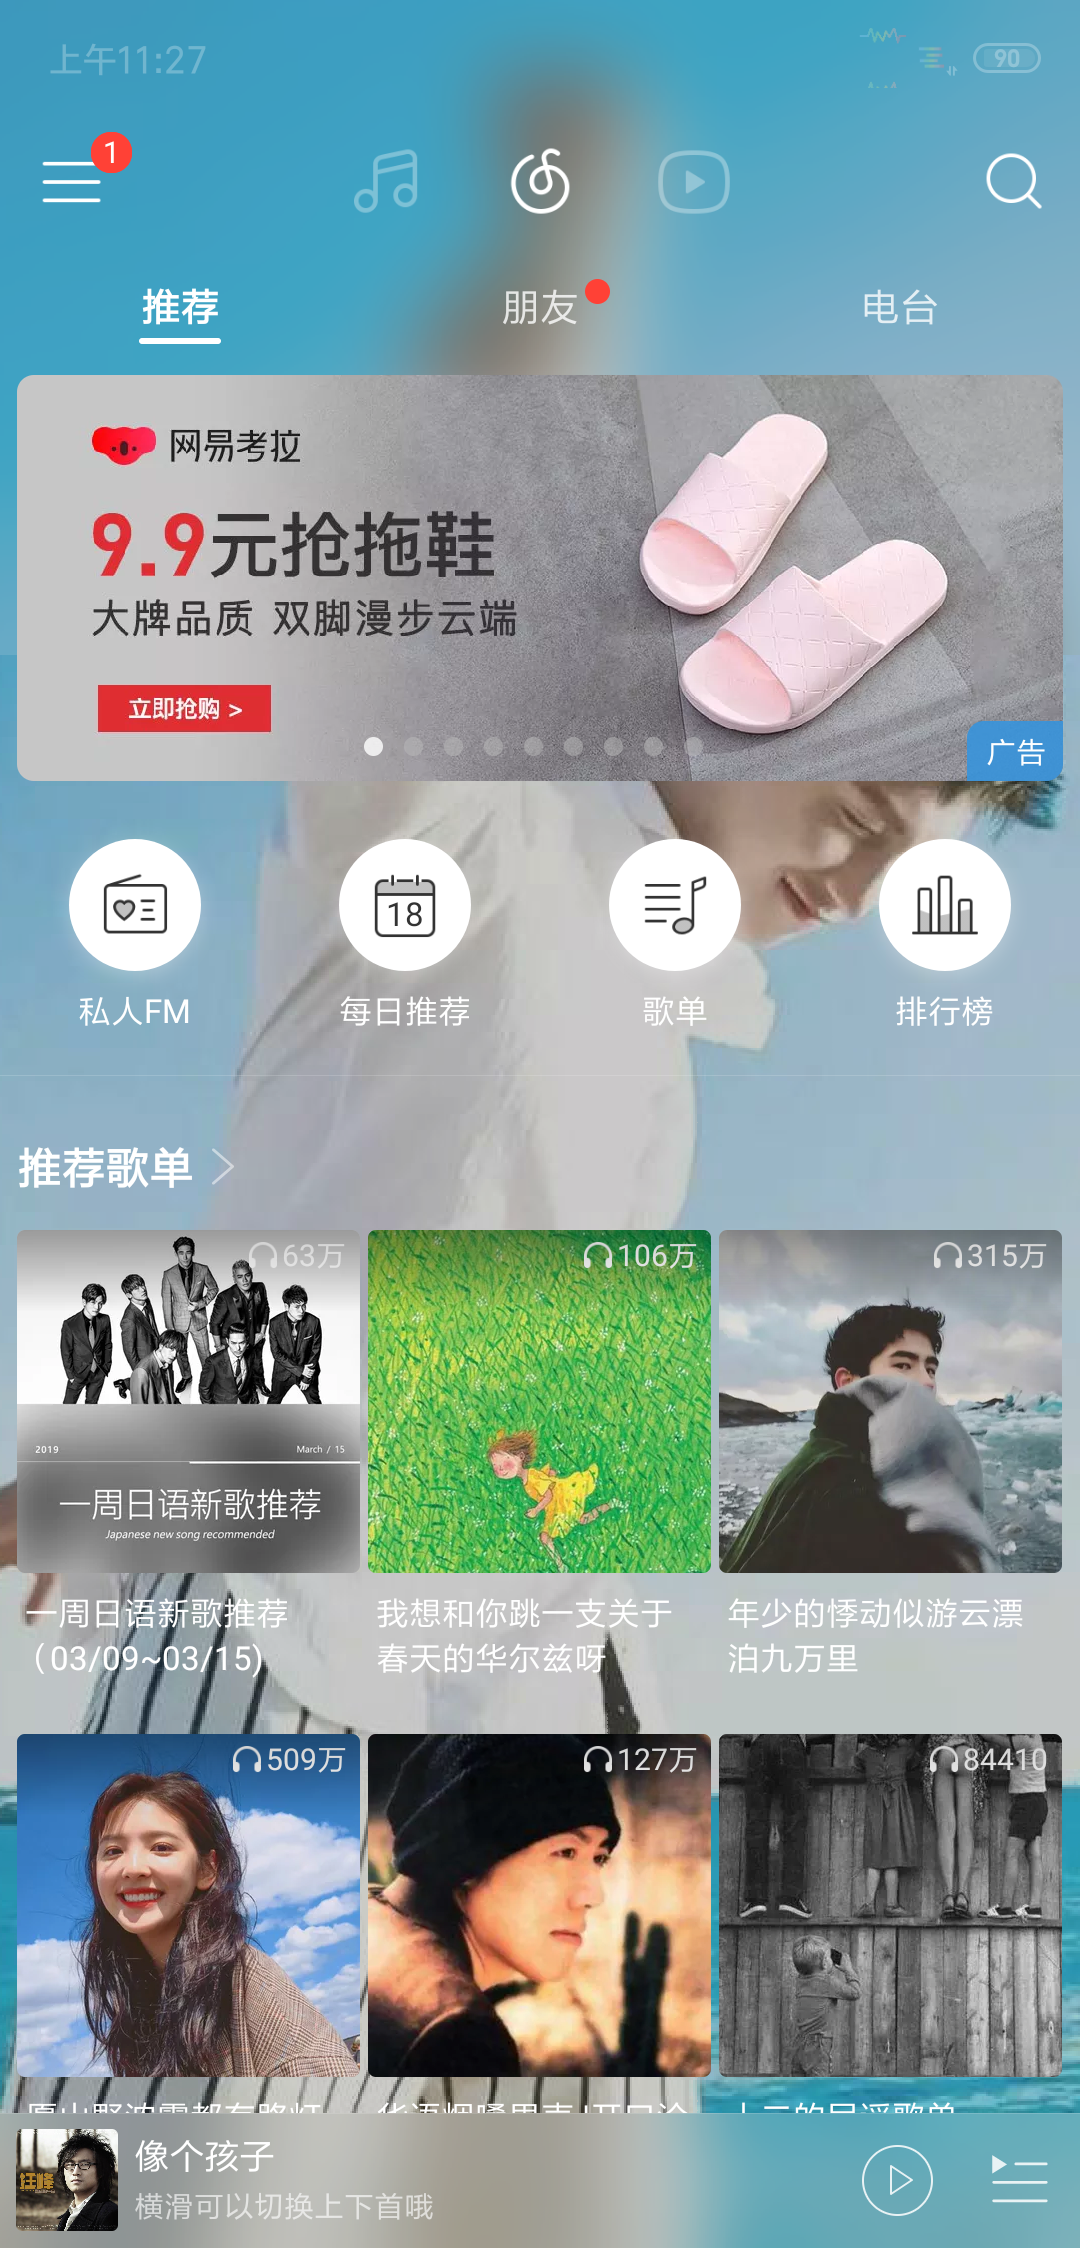 上午11:27
90
1
推荐
朋友
电台
网易考拉
9.9元抢拖鞋
大牌品质 双脚漫步云端
立即抢购 >
广告
18
私人FM
每日推荐
歌单
排行榜
推荐歌单
63万
106万
315万
2019
March / 15
一周日语新歌推荐
Japanese new song recommended
一周日语新歌推荐
（03/09~03/15)
我想和你跳一支关于
春天的华尔兹呀
年少的悸动似游云漂
泊九万里
509万
127万
84410
汪峰
像个孩子
横滑可以切换上下首哦